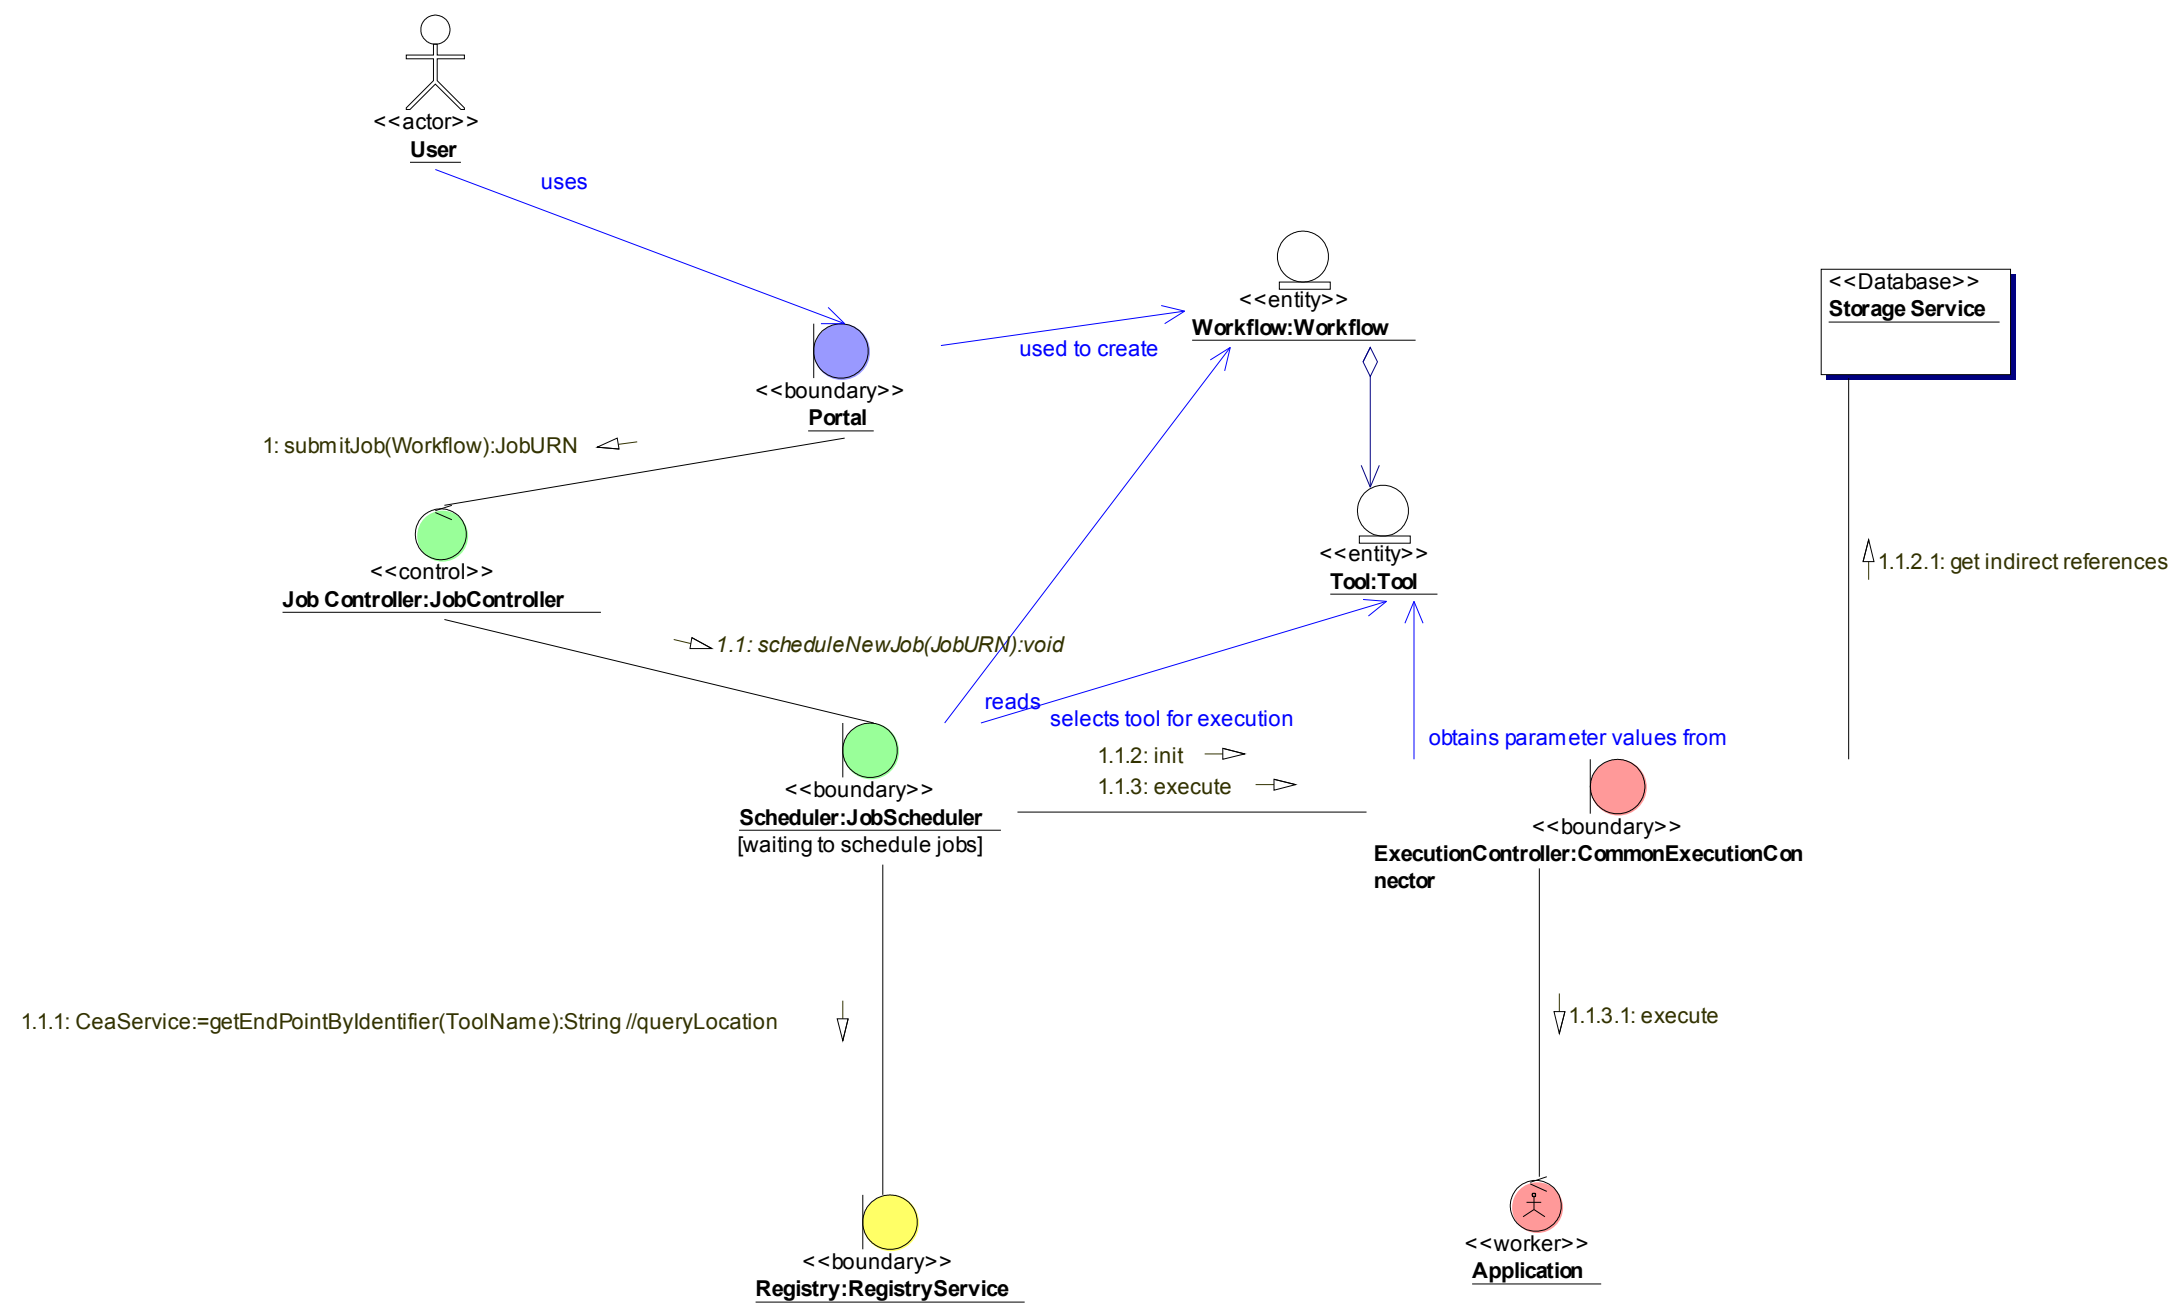 <<actor>>
User
uses
<<entity>>
Workflow:Workflow
<<Database>>
Storage Service
used to create
<<boundary>>
Portal
1: submitJob(Workflow):JobURN
<<control>>
Job Controller:JobController
<<entity>>
Tool:Tool
1.1.2.1: get indirect references
1.1: scheduleNewJob(JobURN):void
reads
selects tool for execution
obtains parameter values from
1.1.2: init
1.1.3: execute
<<boundary>>
Scheduler:JobScheduler
[waiting to schedule jobs]
<<boundary>>
ExecutionController:CommonExecutionCon
nector
1.1.1: CeaService:=getEndPointByIdentifier(ToolName):String //queryLocation
1.1.3.1: execute
<<boundary>>
Registry:RegistryService
<<worker>>
Application